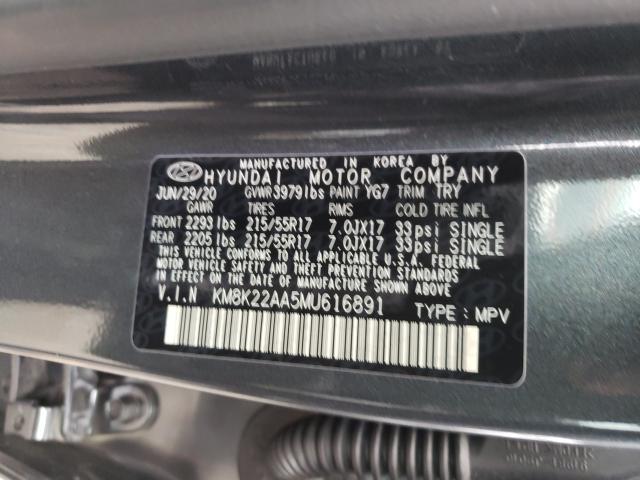 MANUFACTURED IN KOREA BY
HYUNDAI MOTOR COMPANY
JUN/29/20 GVWR 3979lbs PAINT YG7 TRIM TRY
GAWR TIRES RIMS COLD TIRE INFL
FRONT 2293 lbs 215/55R17 7.0JX17 33psi SINGLE
REAR 2205 lbs 215/55R17 7.0JX17 33psi SINGLE
THIS VEHICLE CONFORMS TO ALL APPLICABLE U.S. FEDERAL
MOTOR VEHICLE SAFETY AND THEFT PREVENTION STANDARDS
IN EFFECT ON THE DATE OF MANUFACTURE SHOWN ABOVE.
V.I.N KM8K22AA5MU616891 TYPE : MPV